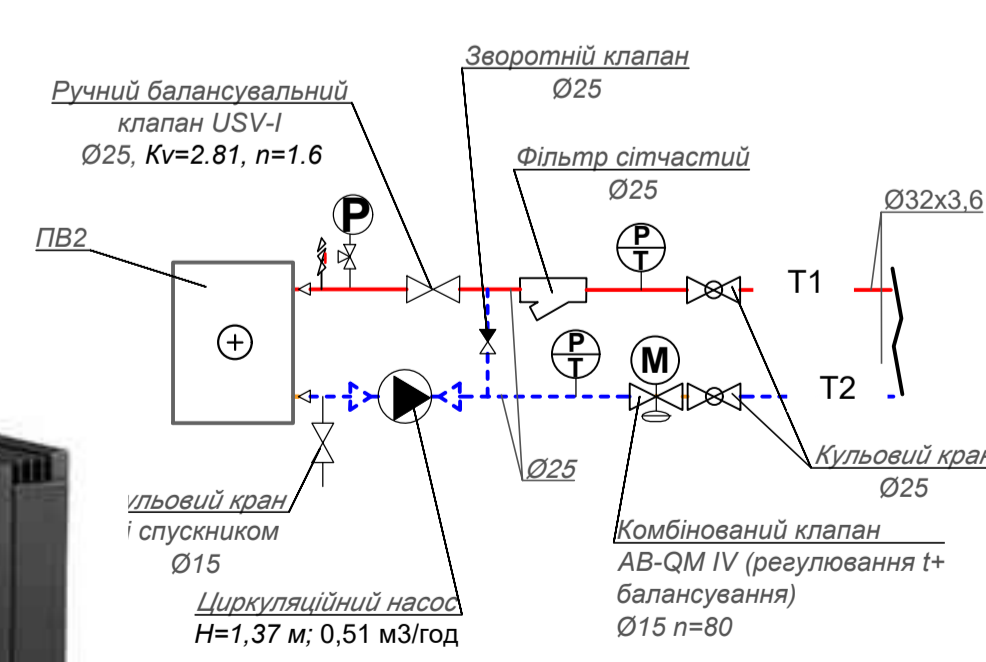 Зворотній клапан
Ø25
Ручний балансувальний
клапан USV-I
Ø25, Kv=2.81, n=1.6
Фільтр сітчастий
Ø25
Ø32x3,6
P
P
T
ПВ2
T1
P
T
M
T2
Ø25
Кульовий кран
Ø25
ульовий кран
і спускником
Ø15
Комбінований клапан
AB-QM IV (регулювання t+
балансування)
Ø15 n=80
Циркуляційний насос
H=1,37 м; 0,51 м3/год